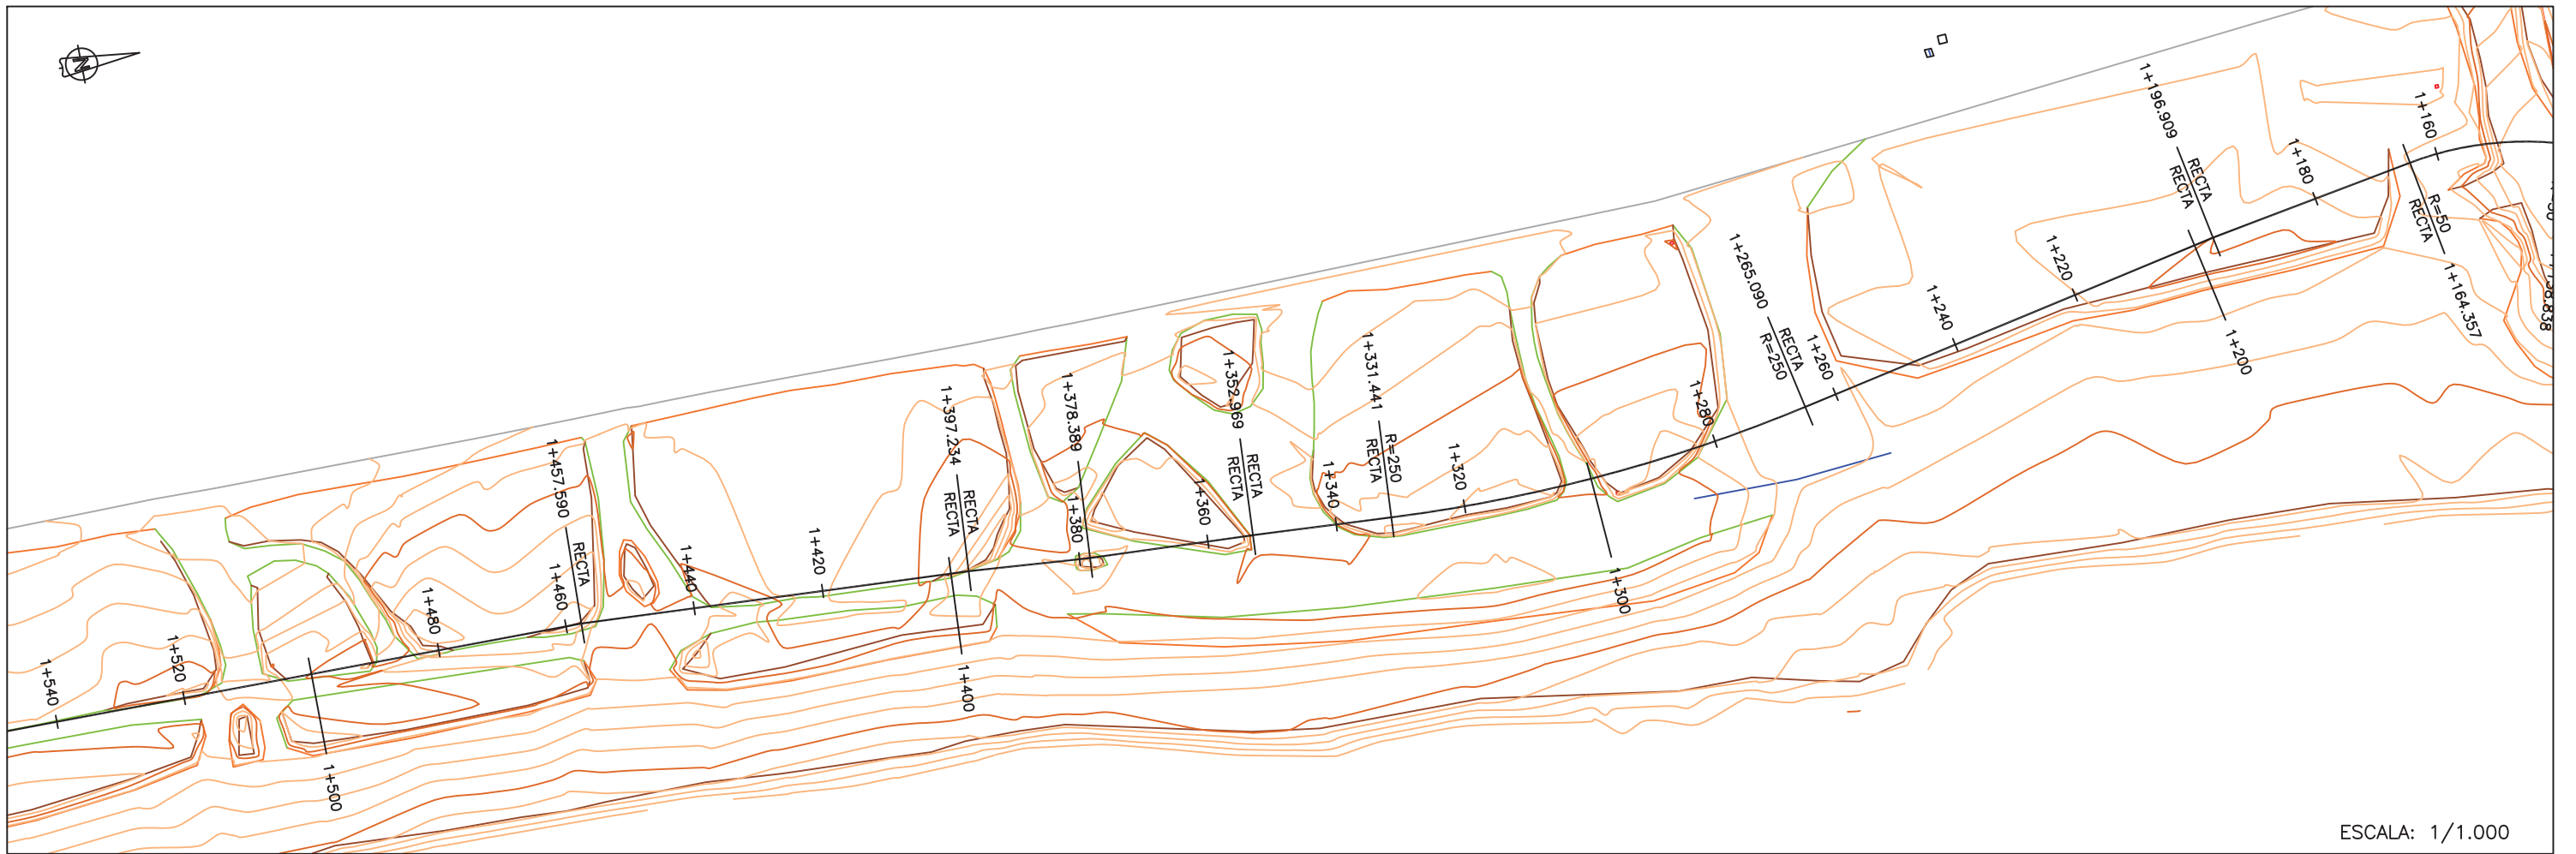 N
1+540
1+520
1+500
1+480
1+460
1+457.590
RECTA
1+440
1+420
1+400
1+397.234
RECTA
RECTA
1+380
1+378.389
1+360
1+352.969
RECTA
RECTA
1+340
1+331.441
R=250
RECTA
1+320
1+300
1+280
1+265.090
RECTA
R=250
1+260
1+240
1+220
1+200
1+196.909
RECTA
RECTA
1+180
1+160
R=50
RECTA
1+164.357
ESCALA: 1/1.000